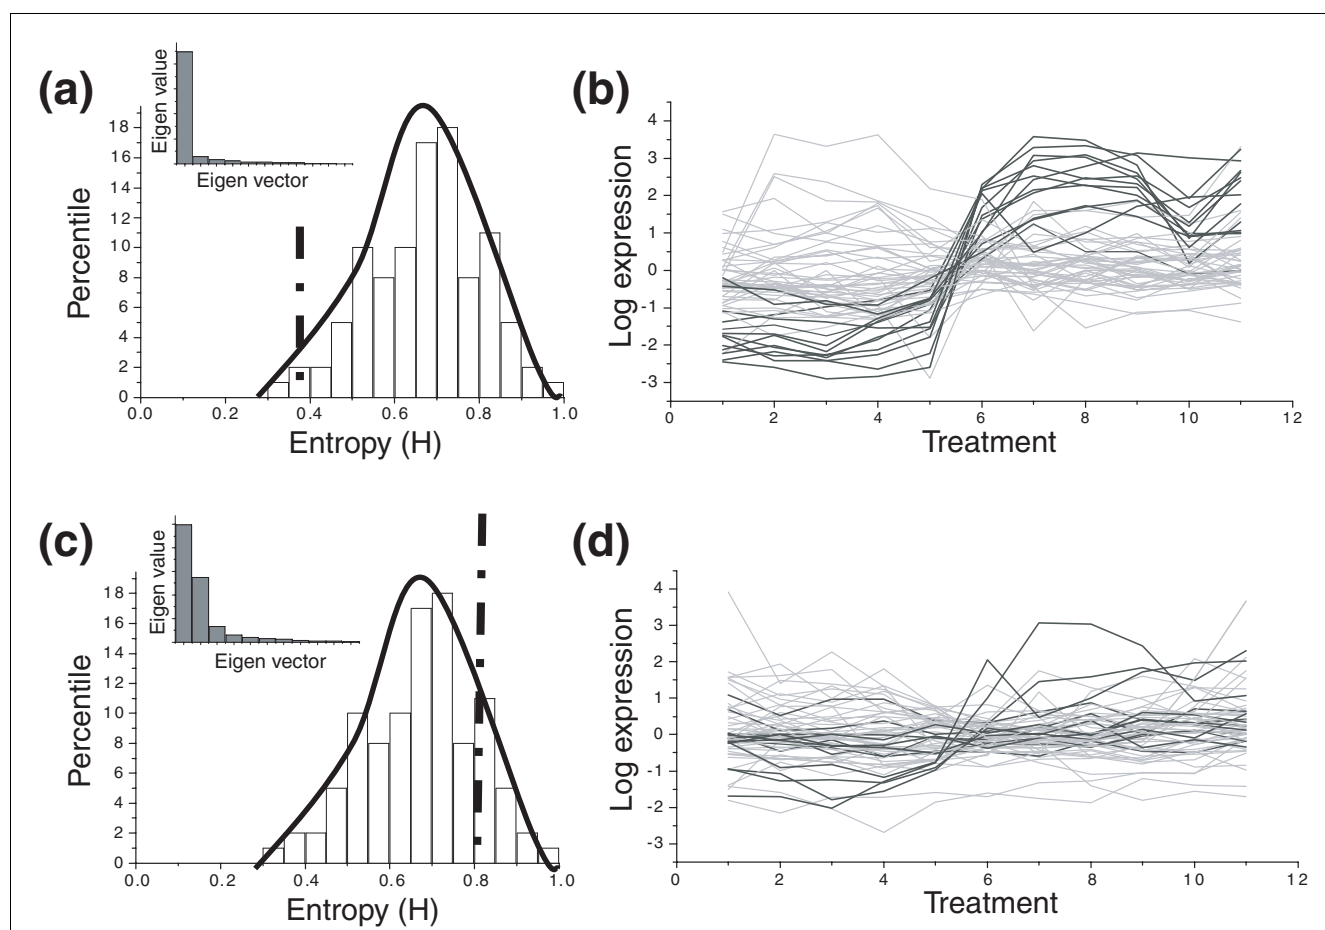 (a)
Eigen value
Eigen vector
Percentile
18
16
14
12
10
8
6
4
2
0
0.0 0.2 0.4 0.6 0.8 1.0
Entropy (H)
(b)
Log expression
4
3
2
1
0
-1
-2
-3
0 2 4 6 8 10 12
Treatment
(c)
Eigen value
Eigen vector
Percentile
18
16
14
12
10
8
6
4
2
0
0.0 0.2 0.4 0.6 0.8 1.0
Entropy (H)
(d)
Log expression
4
3
2
1
0
-1
-2
-3
0 2 4 6 8 10 12
Treatment